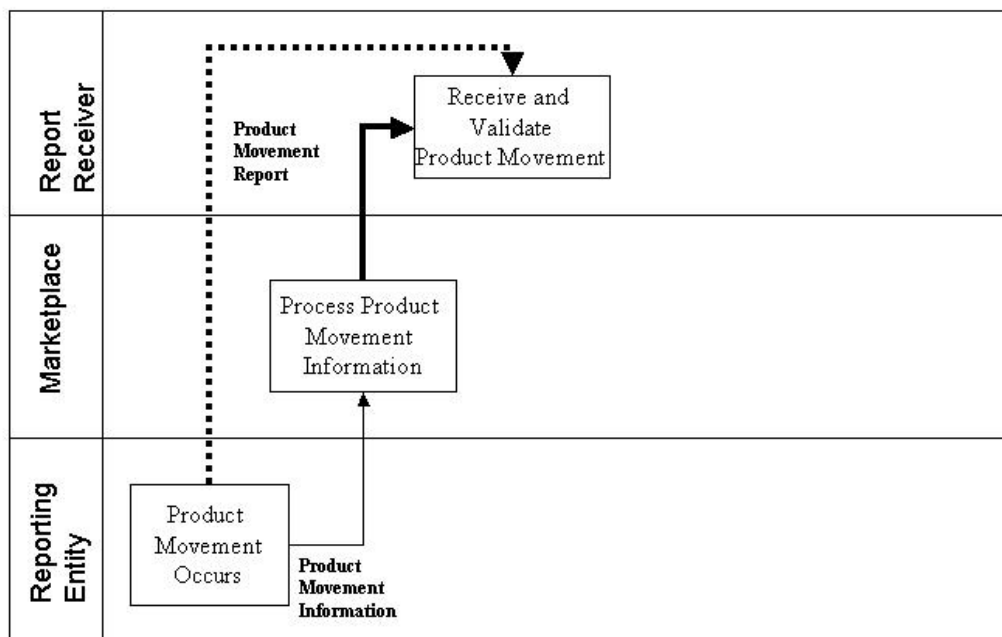 Report
Receiver
Product
Movement
Report
Receive and
Validate
Product Movement
Marketplace
Process Product
Movement
Information
Reporting
Entity
Product
Movement
Occurs
Product
Movement
Information